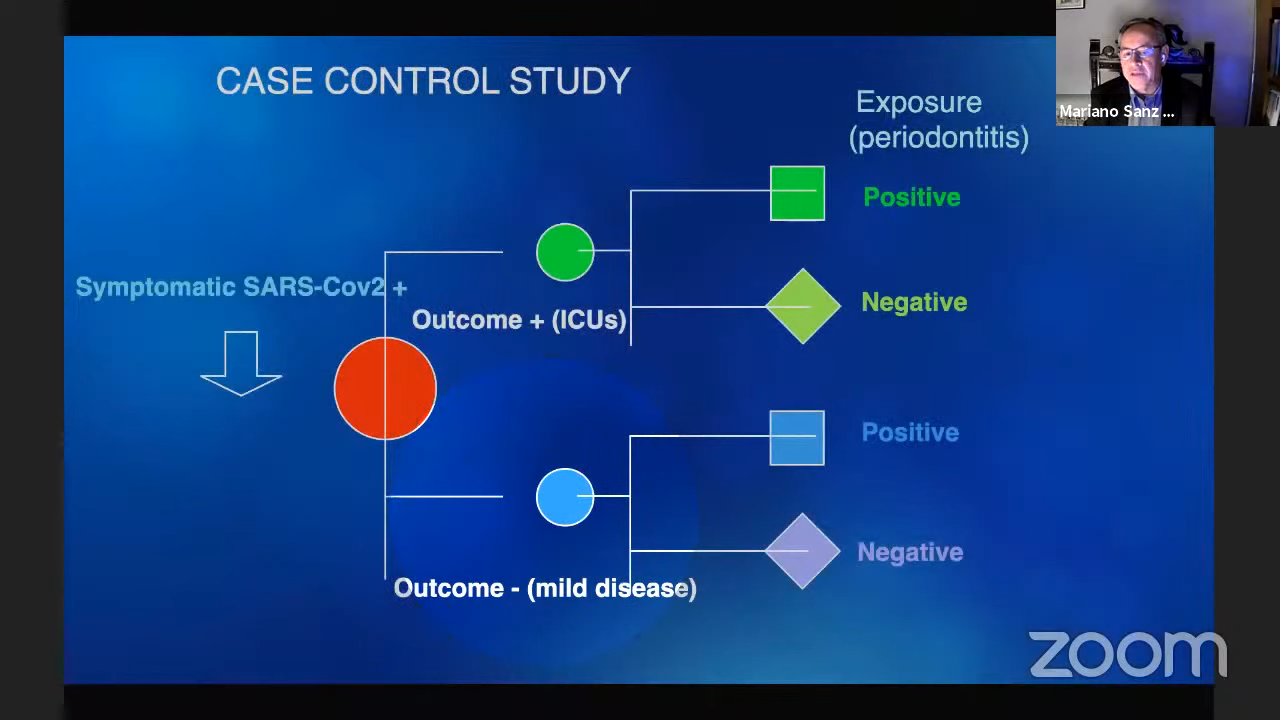 CASE CONTROL STUDY
Exposure
(periodontitis)
Mariano Sanz ...
Positive
Symptomatic SARS-Cov2 +
Negative
Outcome + (ICUs)
Positive
Negative
Outcome - (mild disease)
zoom